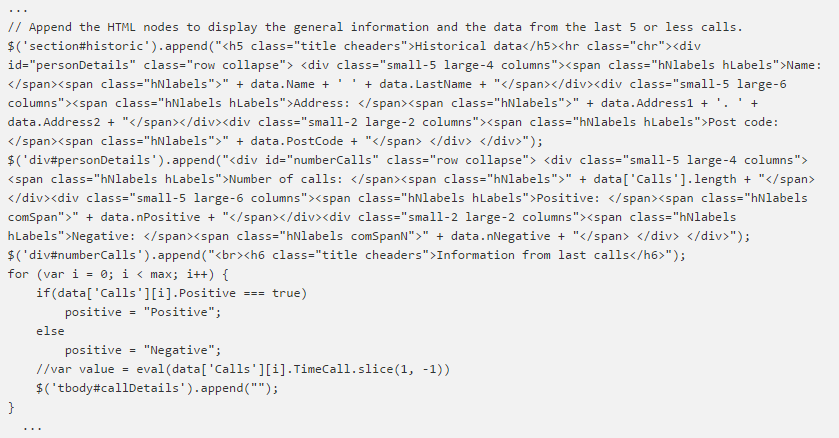 ...
// Append the HTML nodes to display the general information and the data from the last 5 or less calls.
$('section#historic').append("<h5 class="title cheaders">Historical data</h5><hr class="chr"><div
id="personDetails" class="row collapse"> <div class="small-5 large-4 columns"><span class="hNlabels hLabels">Name:
</span><span class="hNlabels">" + data.Name + ' ' + data.LastName + "</span></div><div class="small-5 large-6
columns"><span class="hNlabels hLabels">Address: </span><span class="hNlabels">" + data.Address1 + '. ' +
data.Address2 + "</span></div><div class="small-2 large-2 columns"><span class="hNlabels hLabels">Post code:
</span><span class="hNlabels">" + data.PostCode + "</span> </div> </div>");
$('div#personDetails').append("<div id="numberCalls" class="row collapse"> <div class="small-5 large-4 columns">
<span class="hNlabels hLabels">Number of calls: </span><span class="hNlabels">" + data['Calls'].length + "</span>
</div><div class="small-5 large-6 columns"><span class="hNlabels hLabels">Positive: </span><span class="hNlabels
comSpan">" + data.nPositive + "</span></div><div class="small-2 large-2 columns"><span class="hNlabels
hLabels">Negative: </span><span class="hNlabels comSpanN">" + data.nNegative + "</span> </div> </div>");
$('div#numberCalls').append("<br><h6 class="title cheaders">Information from last calls</h6>");
for (var i = 0; i < max; i++) {
    if(data['Calls'][i].Positive === true)
        positive = "Positive";
    else
        positive = "Negative";
    //var value = eval(data['Calls'][i].TimeCall.slice(1, -1))
    $('tbody#callDetails').append("");
}
  ...